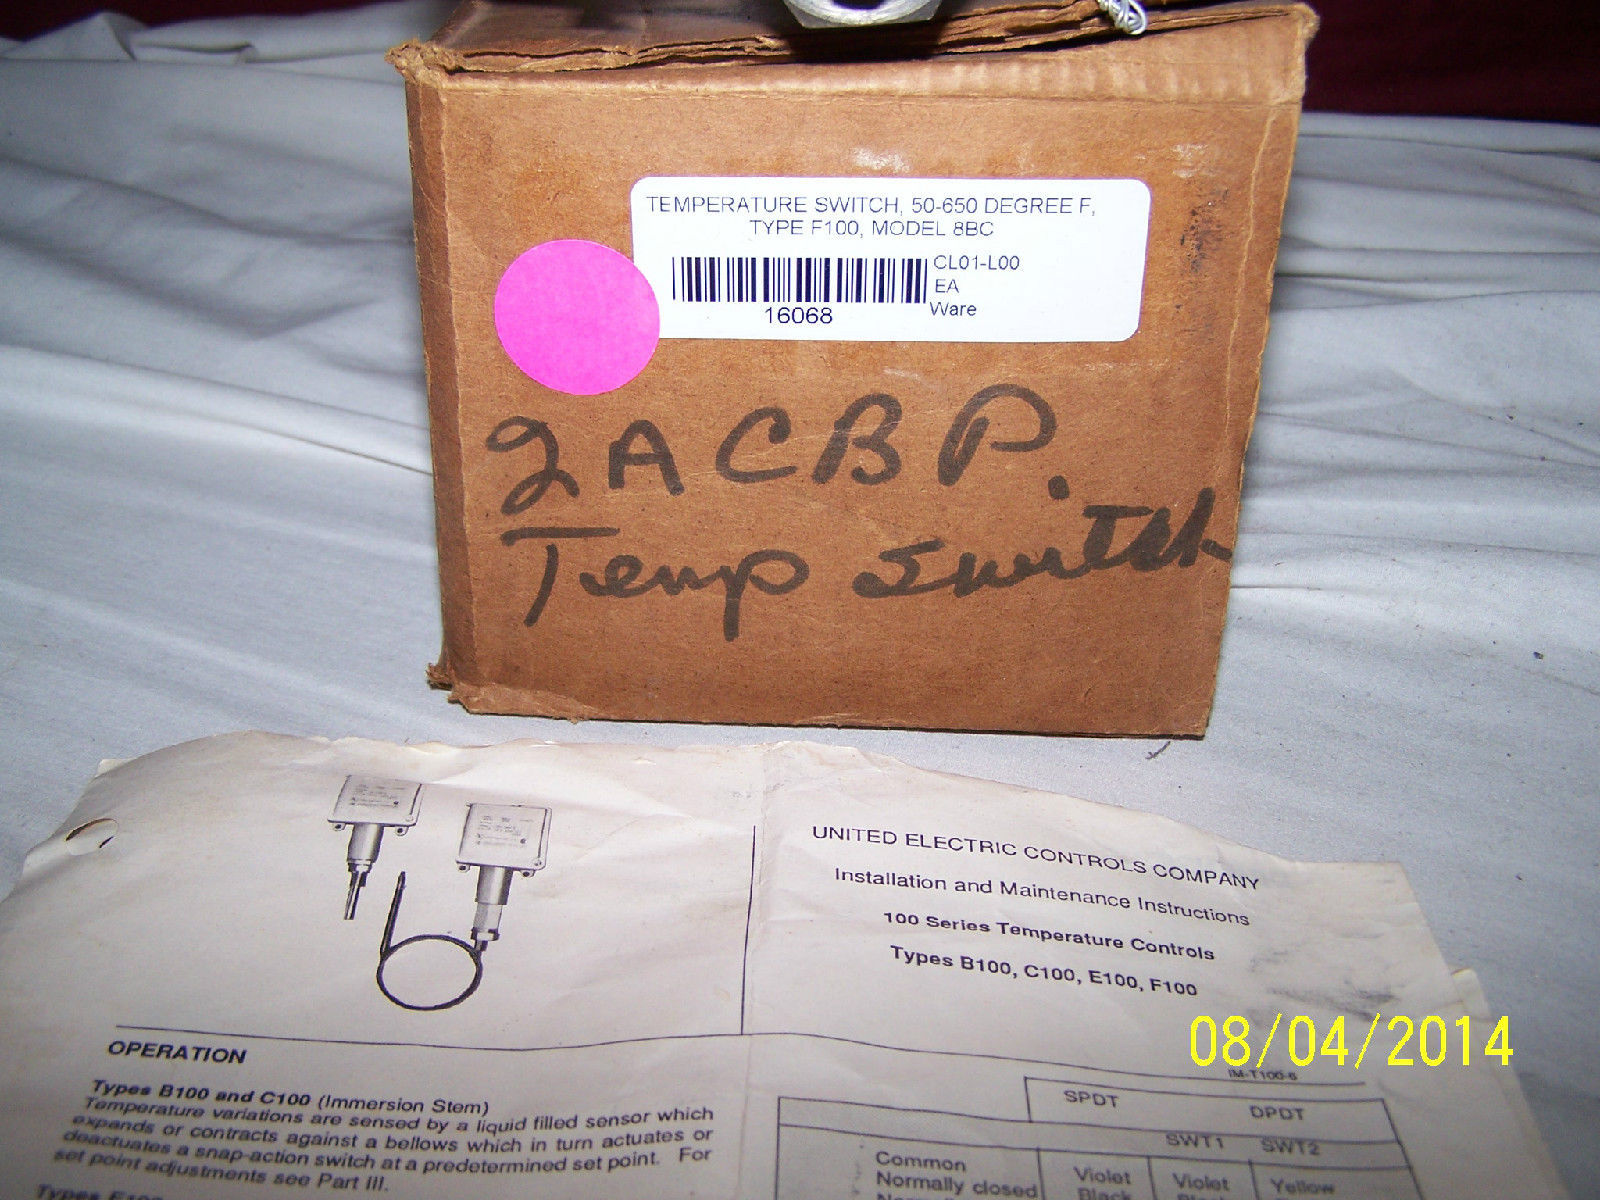 TEMPERATURE SWITCH, 50-650 DEGREE F,
TYPE F100, MODEL 8BC
CL01-L00
EA
16068
Ware
2ACBP.
Temp Switch
UNITED ELECTRIC CONTROLS COMPANY
Installation and Maintenance Instructions
100 Series Temperature Controls
Types B100, C100, E100, F100
08/04/2014
IM-T100-6
OPERATION
Types B100 and C100 (Immersion Stem)
Temperature variations are sensed by a liquid filled sensor which
expands or contracts against a bellows which in turn actuates or
deactuates a snap-action switch at a predetermined set point. For
set point adjustments see Part III.
SPDT DPDT
SWT1 SWT2
Common Violet Violet Yellow
Normally closed Black